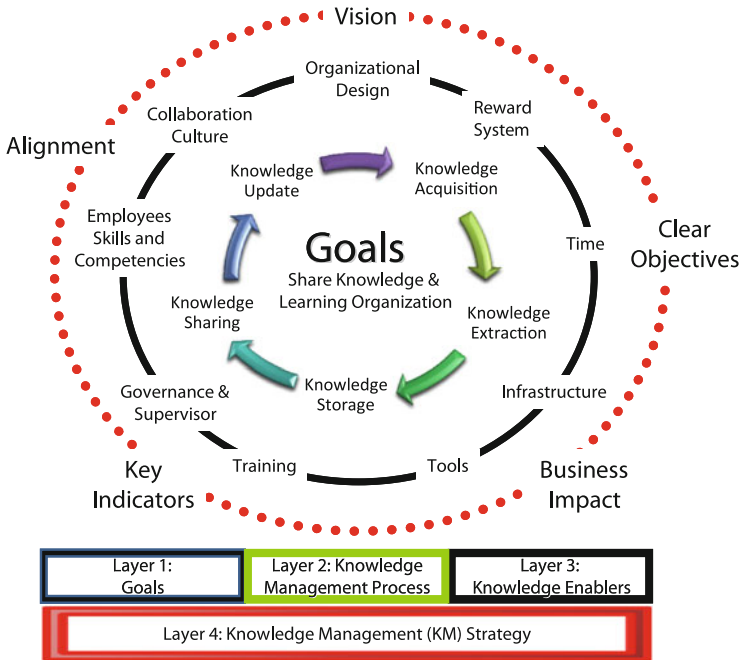 Vision
Organizational
Design
Collaboration
Culture
Reward
System
Alignment
Knowledge
Update
Knowledge
Acquisition
Employees
Skills and
Competencies
Goals
Share Knowledge &
Learning Organization
Time
Clear
Objectives
Knowledge
Sharing
Knowledge
Extraction
Governance &
Supervisor
Knowledge
Storage
Infrastructure
Key
Indicators
Training
Tools
Business
Impact
Layer 1:
Goals
Layer 2: Knowledge
Management Process
Layer 3:
Knowledge Enablers
Layer 4: Knowledge Management (KM) Strategy